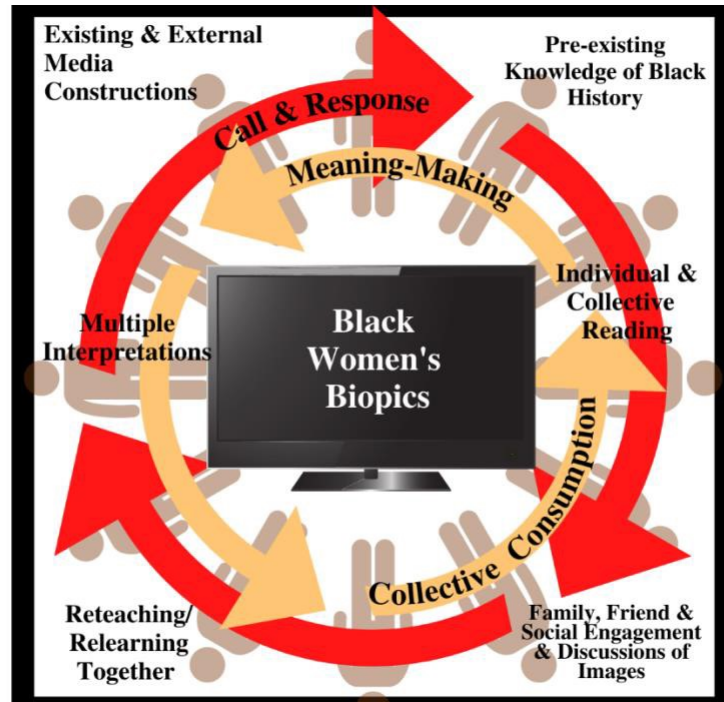 Existing & External
Media
Constructions
Pre-existing
Knowledge of Black
History
Call & Response
Meaning-Making
Individual &
Collective
Reading
Black
Women's
Biopics
Multiple
Interpretations
Collective Consumption
Reteaching/
Relearning
Together
Family, Friend &
Social Engagement
& Discussions of
Images